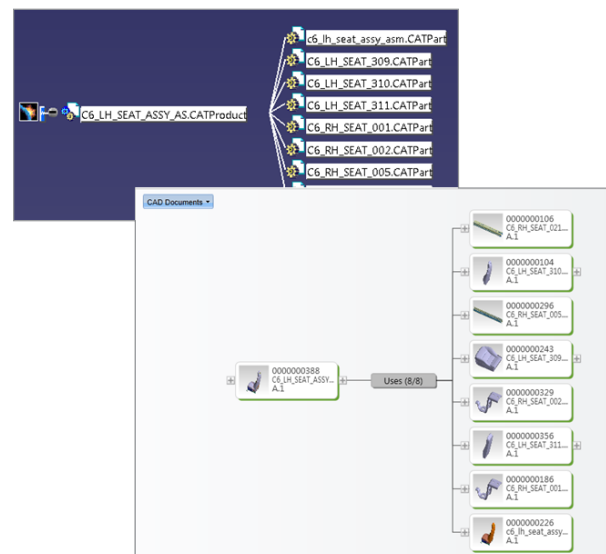 c6_lh_seat_assy_asm.CATPart
C6_LH_SEAT_309.CATPart
C6_LH_SEAT_310.CATPart
C6_LH_SEAT_311.CATPart
C6_LH_SEAT_ASSY_AS.CATProduct
C6_RH_SEAT_001.CATPart
C6_RH_SEAT_002.CATPart
C6_RH_SEAT_005.CATPart
CAD Documents
0000000106
C6_RH_SEAT_021...
A.1
0000000104
C6_LH_SEAT_310...
A.1
0000000296
C6_RH_SEAT_005...
A.1
0000000243
C6_LH_SEAT_309...
A.1
0000000388
C6_LH_SEAT_ASSY...
A.1
Uses (8/8)
0000000329
C6_RH_SEAT_002...
A.1
0000000356
C6_LH_SEAT_311...
A.1
0000000186
C6_RH_SEAT_001...
A.1
0000000226
c6_lh_seat_assy...
A.1